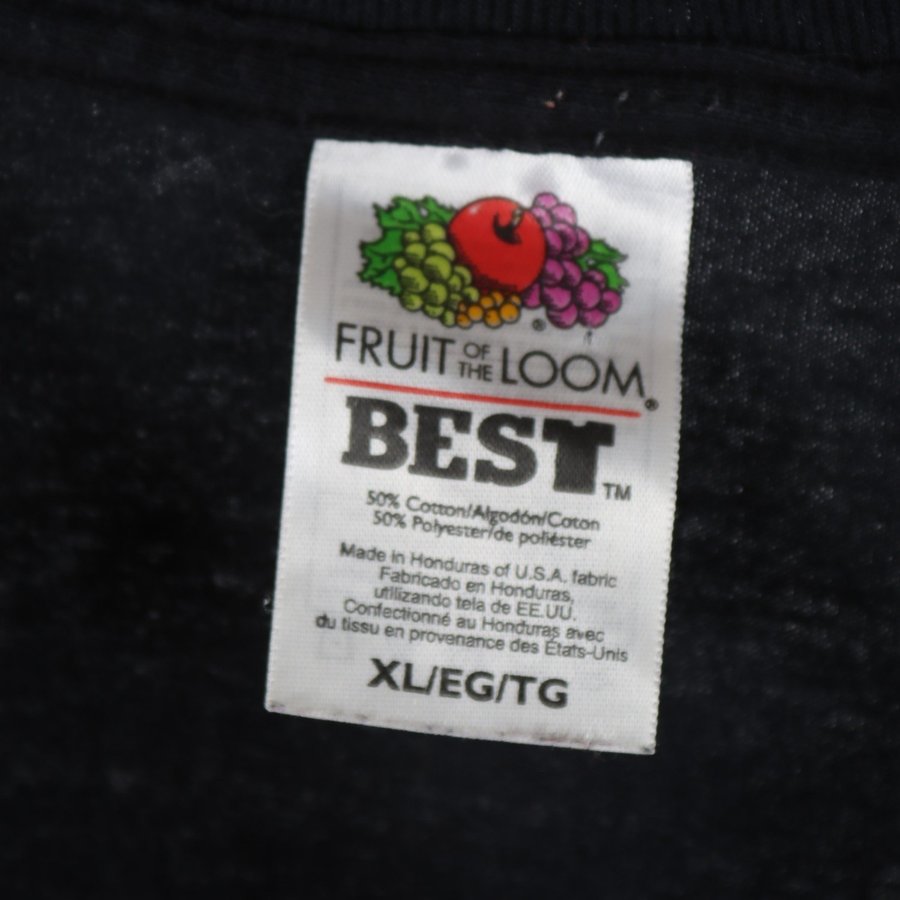 FRUIT OF THE LOOM®
BEST™
50% Cotton/Algodón/Coton
50% Polyester/de poliéster
Made in Honduras of U.S.A. fabric
Fabricado en Honduras,
utilizando tela de EE.UU.
Confectionné au Honduras avec
du tissu en provenance des États-Unis
XL/EG/TG